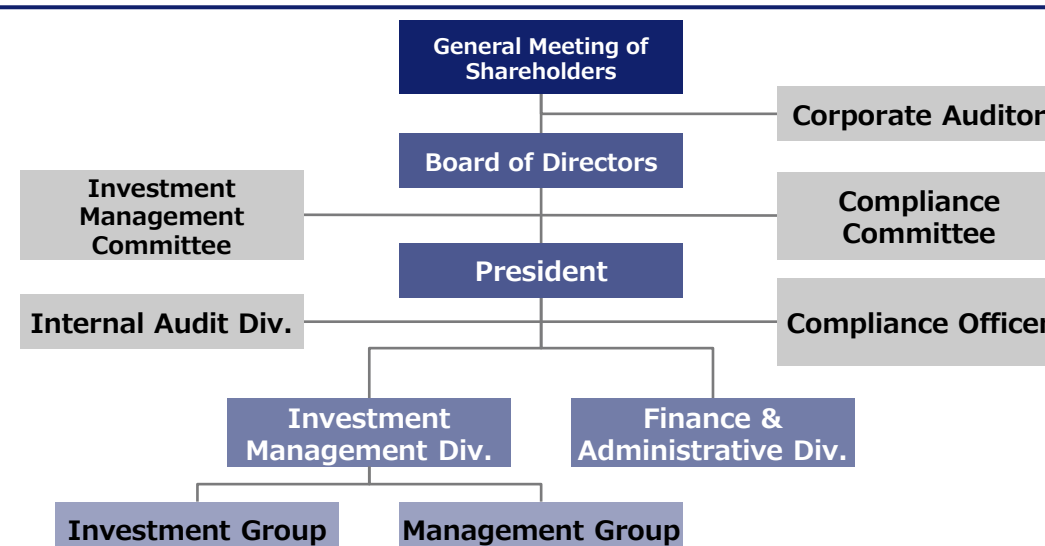 General Meeting of
Shareholders
Corporate Auditor
Board of Directors
Investment
Management
Committee
Compliance
Committee
President
Internal Audit Div.
Compliance Officer
Investment
Management Div.
Finance &
Administrative Div.
Investment Group
Management Group